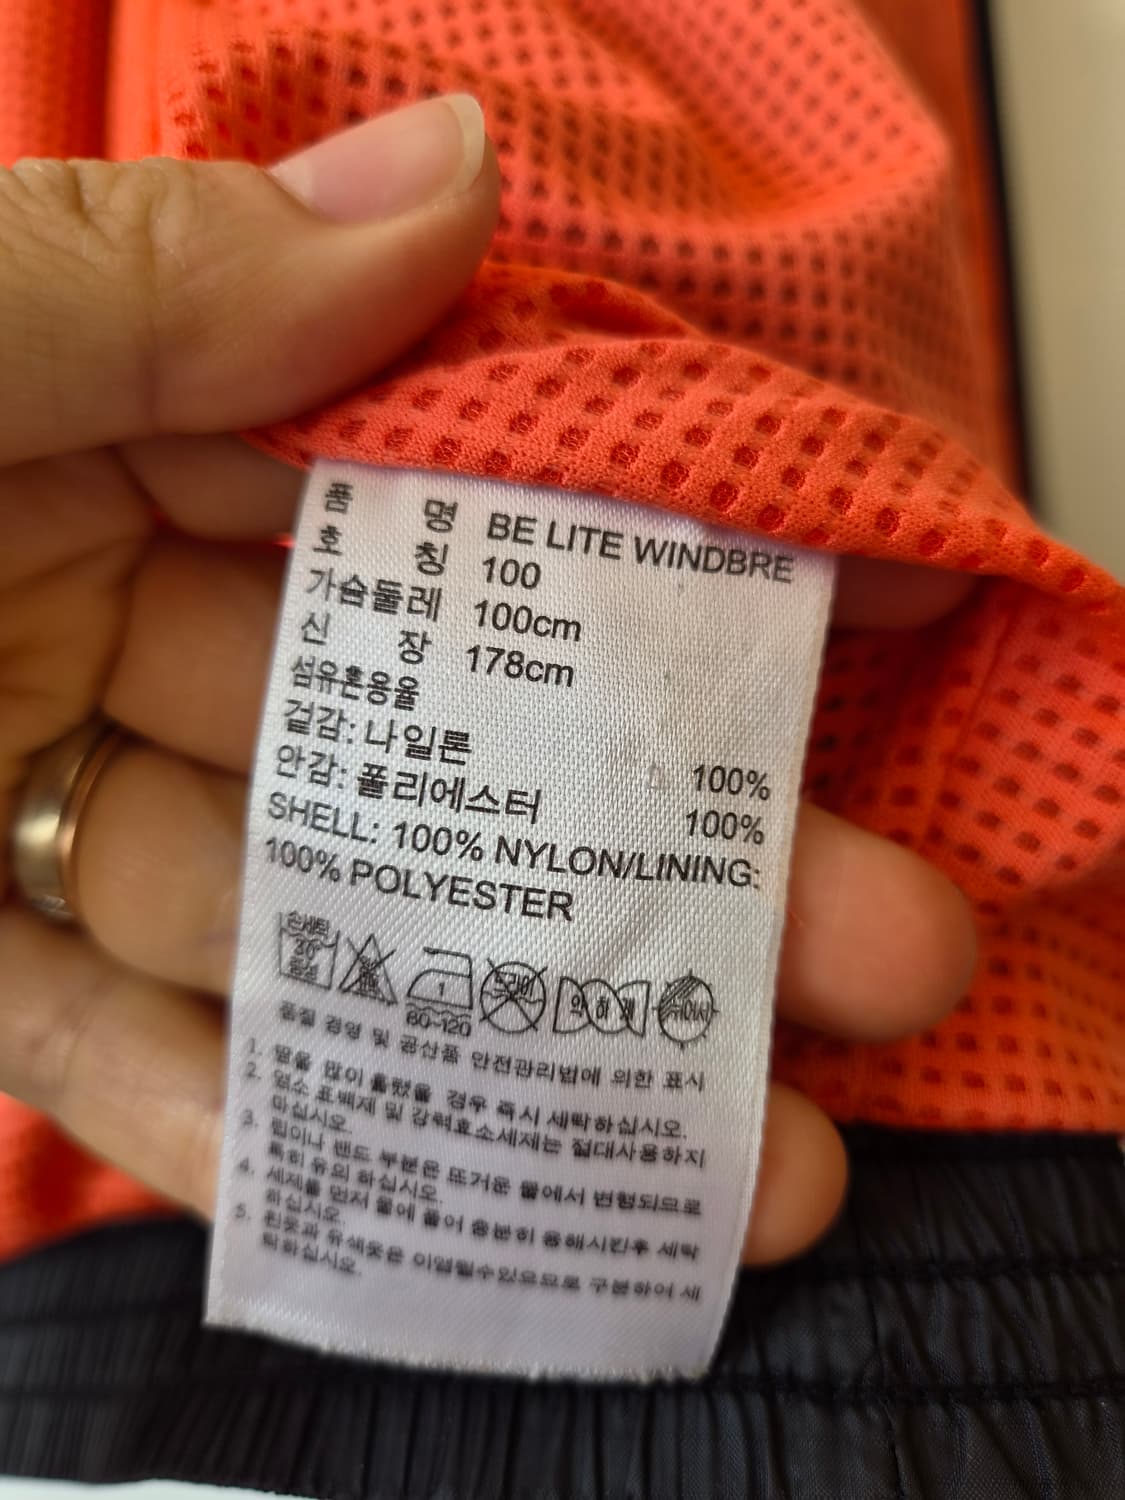 품 명 BE LITE WINDBRE
호 칭 100
가슴둘레 100cm
신 장 178cm
섬유혼용율
겉감: 나일론 100%
안감: 폴리에스터 100%
SHELL: 100% NYLON/LINING:
100% POLYESTER
손세탁
30°
중성
1
60-120
드라이
약하게
품질 경영 및 공산품 안전관리법에 의한 표시
1. 땀을 많이 흘렸을 경우 즉시 세탁하십시오.
2. 염소 표백제 및 강력효소세제는 절대사용하지
마십시오.
3. 립이나 밴드 부분은 뜨거운 물에서 변형되므로
특히 유의 하십시오.
4. 세제를 먼저 물에 풀어 충분히 용해시킨후 세탁
하십시오.
5. 흰옷과 유색옷은 이염될수있으므로 구분하여 세
탁하십시오.